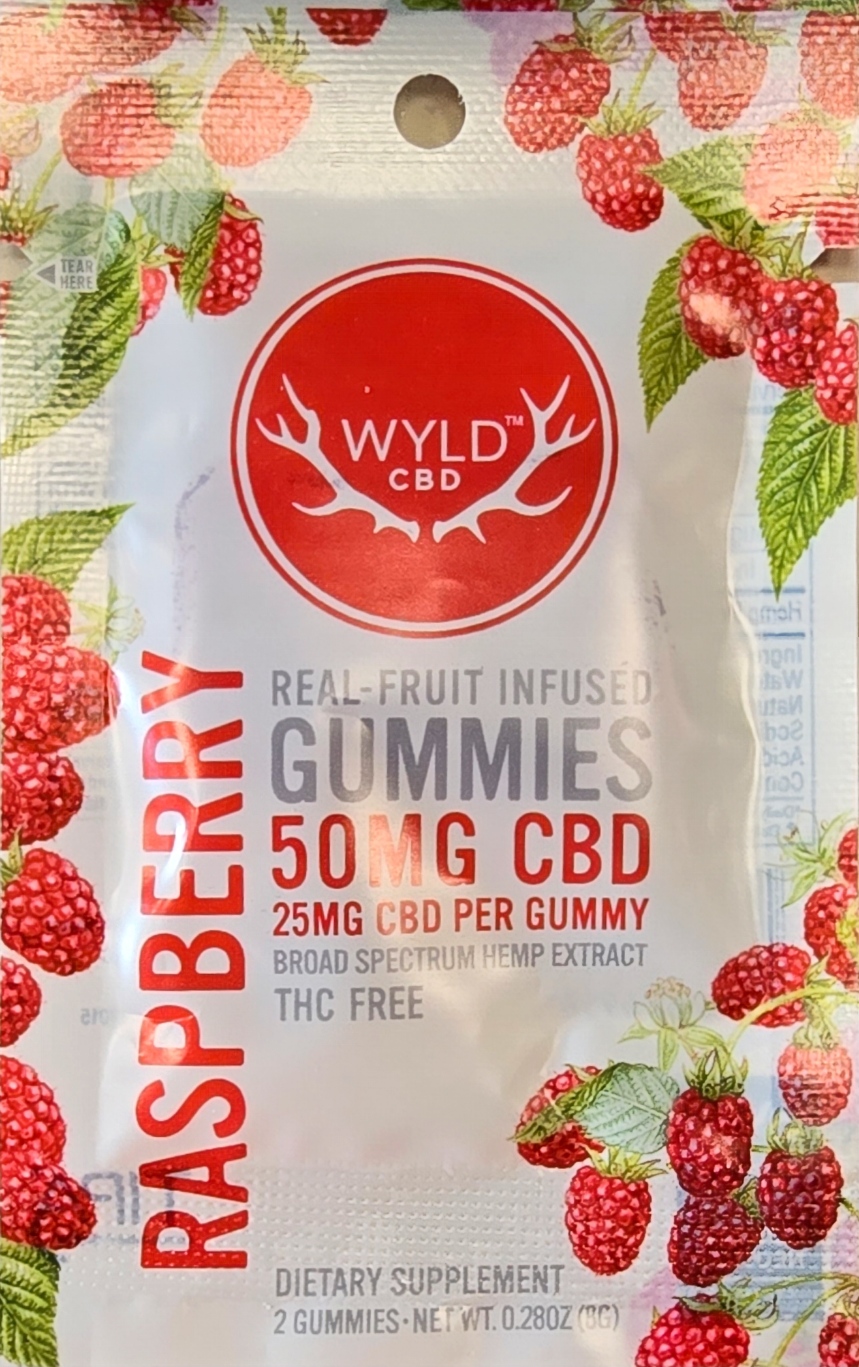 TEAR
HERE
WYLD™
CBD
RASPBERRY
REAL-FRUIT INFUSED
GUMMIES
50MG CBD
25MG CBD PER GUMMY
BROAD SPECTRUM HEMP EXTRACT
THC FREE
DIETARY SUPPLEMENT
2 GUMMIES·NET WT. 0.28OZ (8G)